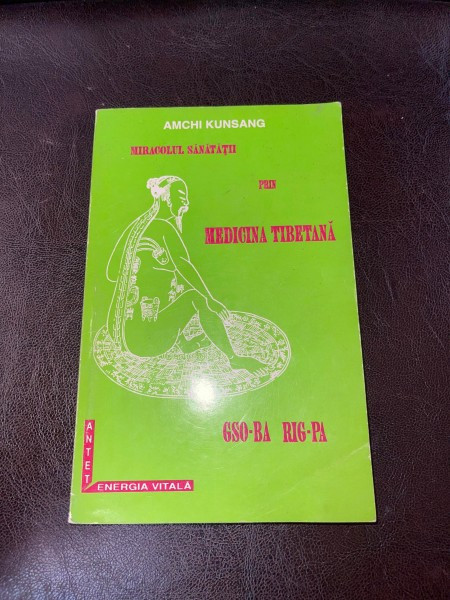 AMCHI KUNSANG
MIRACOLUL SĂNĂTĂȚII
PRIN
MEDICINA TIBETANĂ
GSO-BA RIG-PA
ANTET
ENERGIA VITALĂ